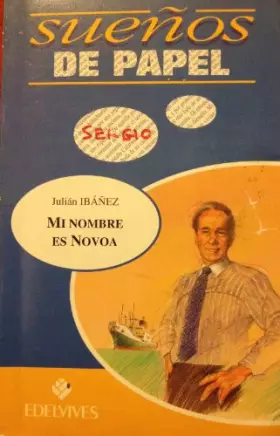 sueños
DE PAPEL
SERGIO
Julián IBÁÑEZ
MI NOMBRE
ES NOVOA
EDELVIVES